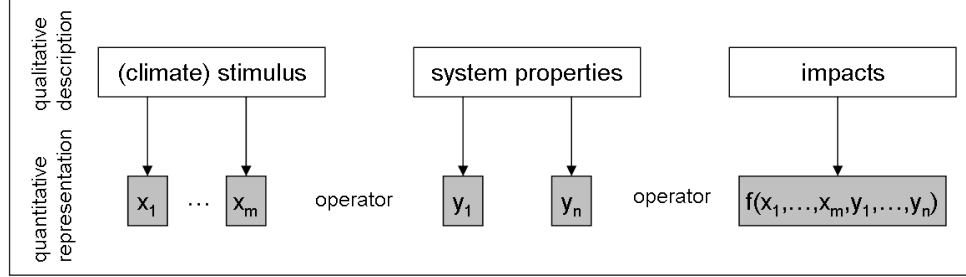 qualitative
description
(climate) stimulus
system properties
impacts
quantitative
representation
x1
…
xm
operator
y1
yn
operator
f(x1,…,xm,y1,…,yn)